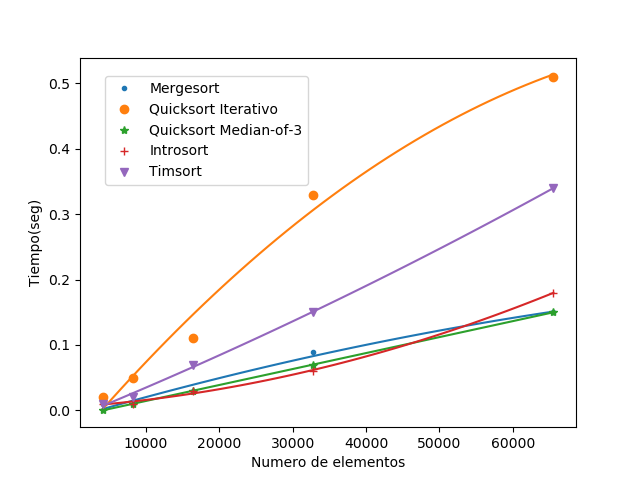 0.5
0.4
0.3
0.2
0.1
0.0
Tiempo(seg)
Mergesort
Quicksort Iterativo
Quicksort Median-of-3
Introsort
Timsort
10000 20000 30000 40000 50000 60000
Numero de elementos